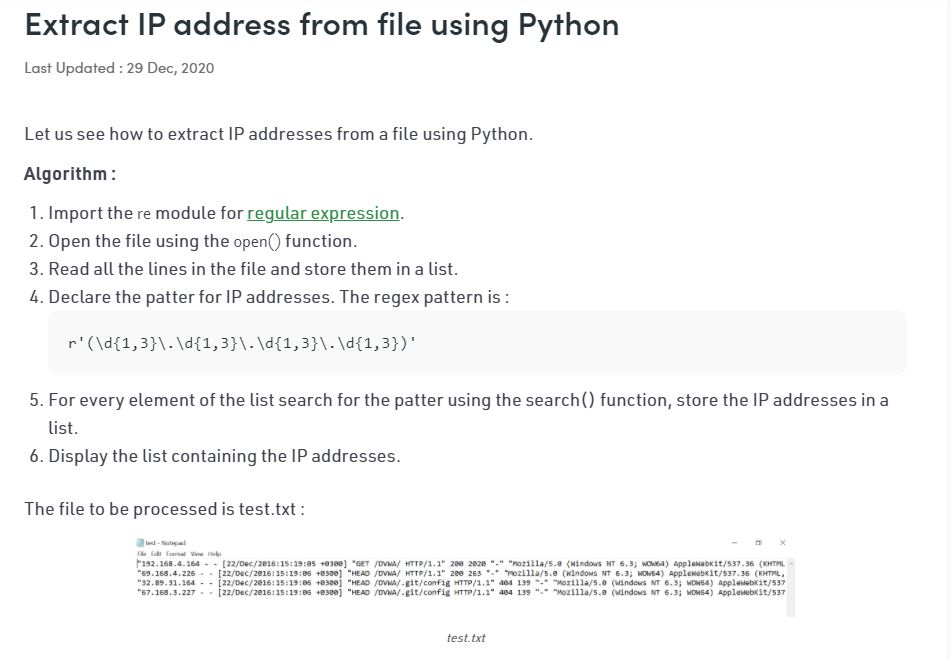 Extract IP address from file using Python
Last Updated : 29 Dec, 2020
Let us see how to extract IP addresses from a file using Python.
Algorithm :
1. Import the re module for regular expression.
2. Open the file using the open() function.
3. Read all the lines in the file and store them in a list.
4. Declare the patter for IP addresses. The regex pattern is :
r'(\d{1,3}\.\d{1,3}\.\d{1,3}\.\d{1,3})'
5. For every element of the list search for the patter using the search() function, store the IP addresses in a
list.
6. Display the list containing the IP addresses.
The file to be processed is test.txt :
test - Notepad
File Edit Format View Help
"192.168.4.164 - - [22/Dec/2016:15:19:05 +0300] "GET /DVWA/ HTTP/1.1" 200 2020 "-" "Mozilla/5.0 (Windows NT 6.3; WOW64) AppleWebKit/537.36 (KHTML,
"69.168.4.226 - - [22/Dec/2016:15:19:06 +0300] "HEAD /DVWA/ HTTP/1.1" 200 263 "-" "Mozilla/5.0 (Windows NT 6.3; WOW64) AppleWebKit/537.36 (KHTML,
"32.89.31.164 - - [22/Dec/2016:15:19:06 +0300] "HEAD /DVWA/.git/config HTTP/1.1" 404 139 "-" "Mozilla/5.0 (Windows NT 6.3; WOW64) AppleWebKit/537
"67.168.3.227 - - [22/Dec/2016:15:19:06 +0300] "HEAD /DVWA/.git/config HTTP/1.1" 404 139 "-" "Mozilla/5.0 (Windows NT 6.3; WOW64) AppleWebKit/537
test.txt